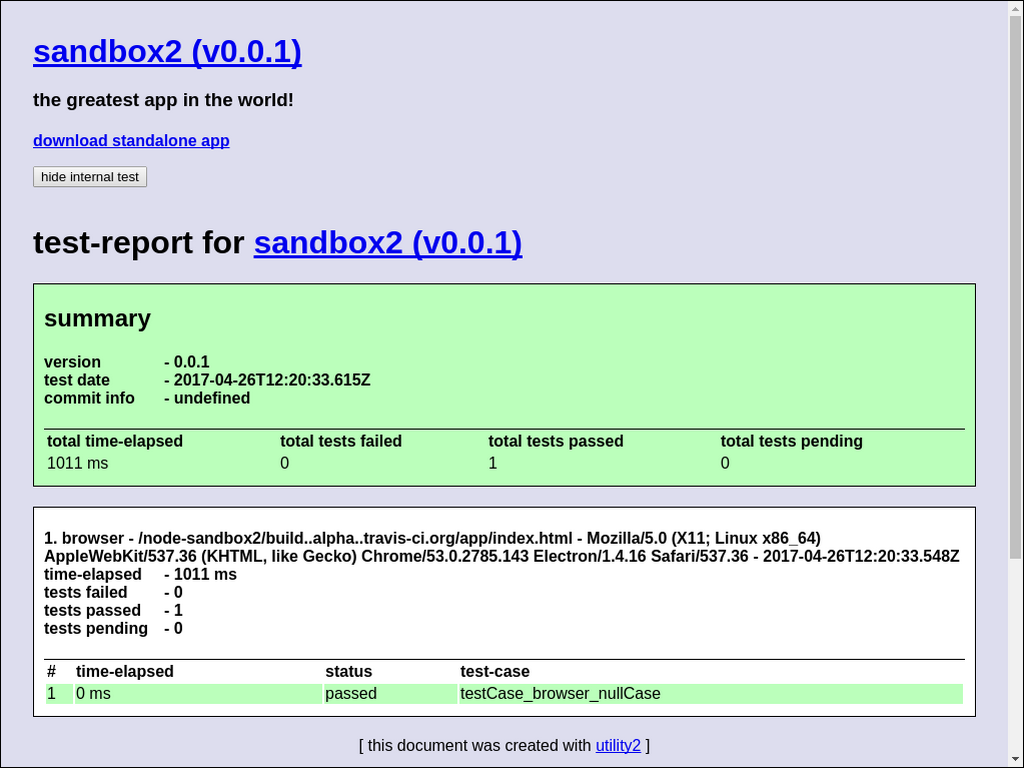 sandbox2 (v0.0.1)
the greatest app in the world!
download standalone app
hide internal test
test-report for sandbox2 (v0.0.1)
summary
version - 0.0.1
test date - 2017-04-26T12:20:33.615Z
commit info - undefined
total time-elapsed total tests failed total tests passed total tests pending
1011 ms 0 1 0
1. browser - /node-sandbox2/build..alpha..travis-ci.org/app/index.html - Mozilla/5.0 (X11; Linux x86_64)
AppleWebKit/537.36 (KHTML, like Gecko) Chrome/53.0.2785.143 Electron/1.4.16 Safari/537.36 - 2017-04-26T12:20:33.548Z
time-elapsed - 1011 ms
tests failed - 0
tests passed - 1
tests pending - 0
# time-elapsed status test-case
1 0 ms passed testCase_browser_nullCase
[ this document was created with utility2 ]